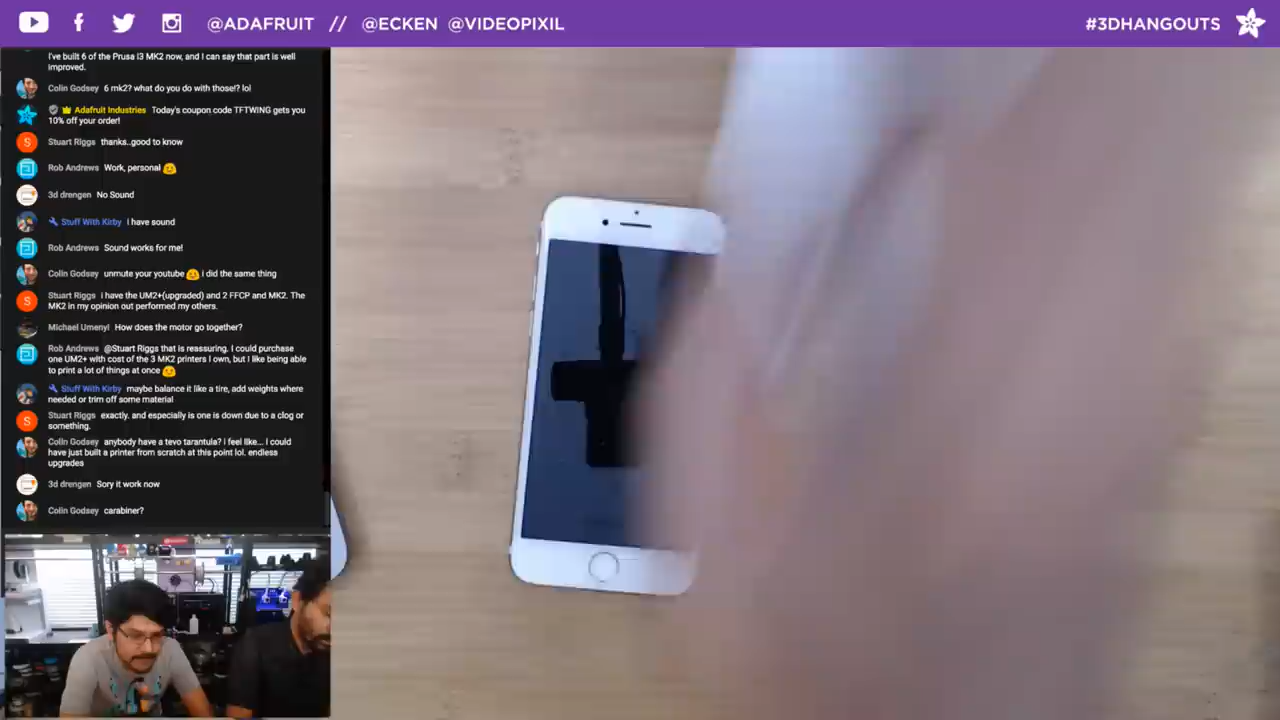 @ADAFRUIT // @ECKEN @VIDEOPIXIL
#3DHANGOUTS
I've built 6 of the Prusa I3 MK2 now, and I can say that part is well
improved.
Colin Godsey 6 mk2? what do you do with those!? lol
Adafruit Industries Today's coupon code TFTWING gets you
10% off your order!
S
Stuart Riggs thanks..good to know
Rob Andrews Work, personal
3d drengen No Sound
Stuff With Kirby i have sound
Rob Andrews Sound works for me!
Colin Godsey unmute your youtube i did the same thing
S
Stuart Riggs i have the UM2+(upgraded) and 2 FFCP and MK2. The
MK2 in my opinion out performed my others.
Michael Umenyi How does the motor go together?
Rob Andrews @Stuart Riggs that is reassuring. I could purchase
one UM2+ with cost of the 3 MK2 printers I own, but I like being able
to print a lot of things at once
Stuff With Kirby maybe balance it like a tire, add weights where
needed or trim off some material
S
Stuart Riggs exactly. and especially is one is down due to a clog or
something.
Colin Godsey anybody have a tevo tarantula? i feel like... I could
have just built a printer from scratch at this point lol. endless
upgrades
3d drengen Sory it work now
Colin Godsey carabiner?